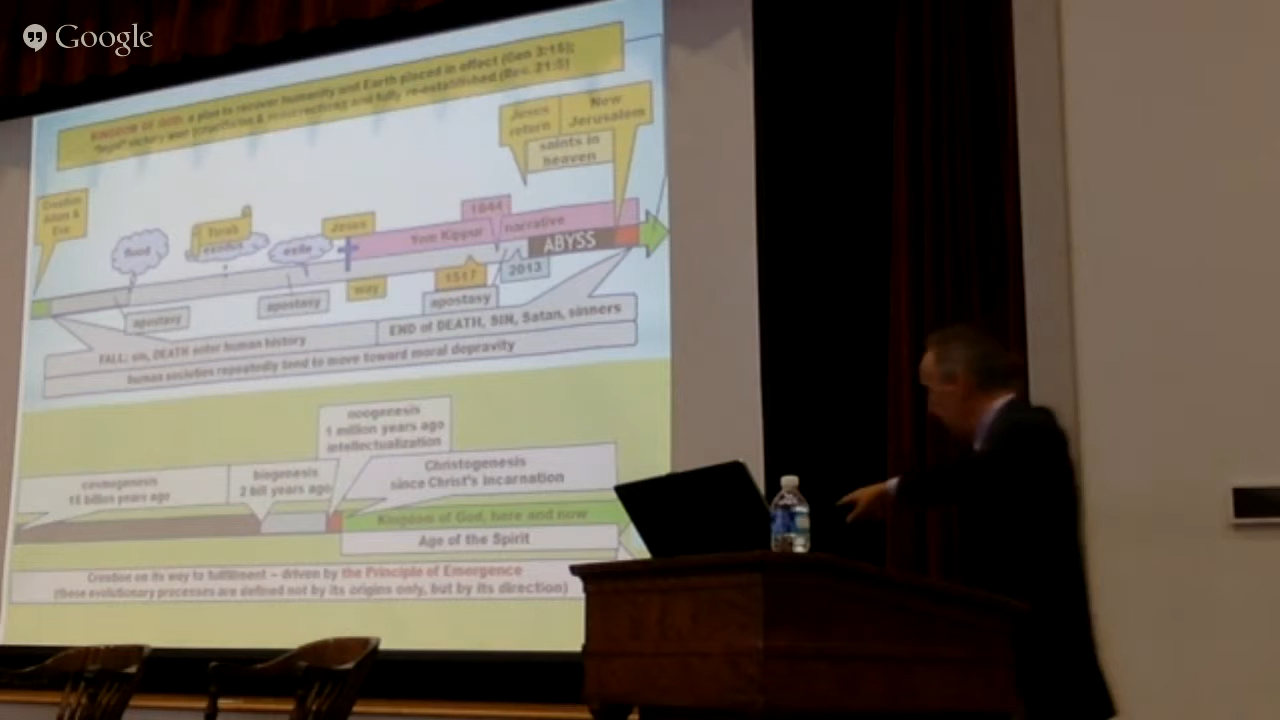 Google
KINGDOM OF GOD: a plan to recover humanity and Earth placed in effect (Gen 3:15);
"legal" victory won (crucifixion & resurrection); and fully re-established (Rev. 21:5)
Jesus
return
New
Jerusalem
saints in
heaven
Creation
Adam &
Eve
flood
Torah
exodus
exile
Jesus
1844
Yom Kippur narrative
ABYSS
way
1517
2013
apostasy
apostasy
apostasy
FALL: sin, DEATH enter human history
END of DEATH, SIN, Satan, sinners
human societies repeatedly tend to move toward moral depravity
noogenesis
1 million years ago
intellectualization
cosmogenesis
15 billion years ago
biogenesis
2 bill years ago
Christogenesis
since Christ's Incarnation
Kingdom of God, here and now
Age of the Spirit
Creation on its way to fulfillment – driven by the Principle of Emergence
(these evolutionary processes are defined not by its origins only, but by its direction)